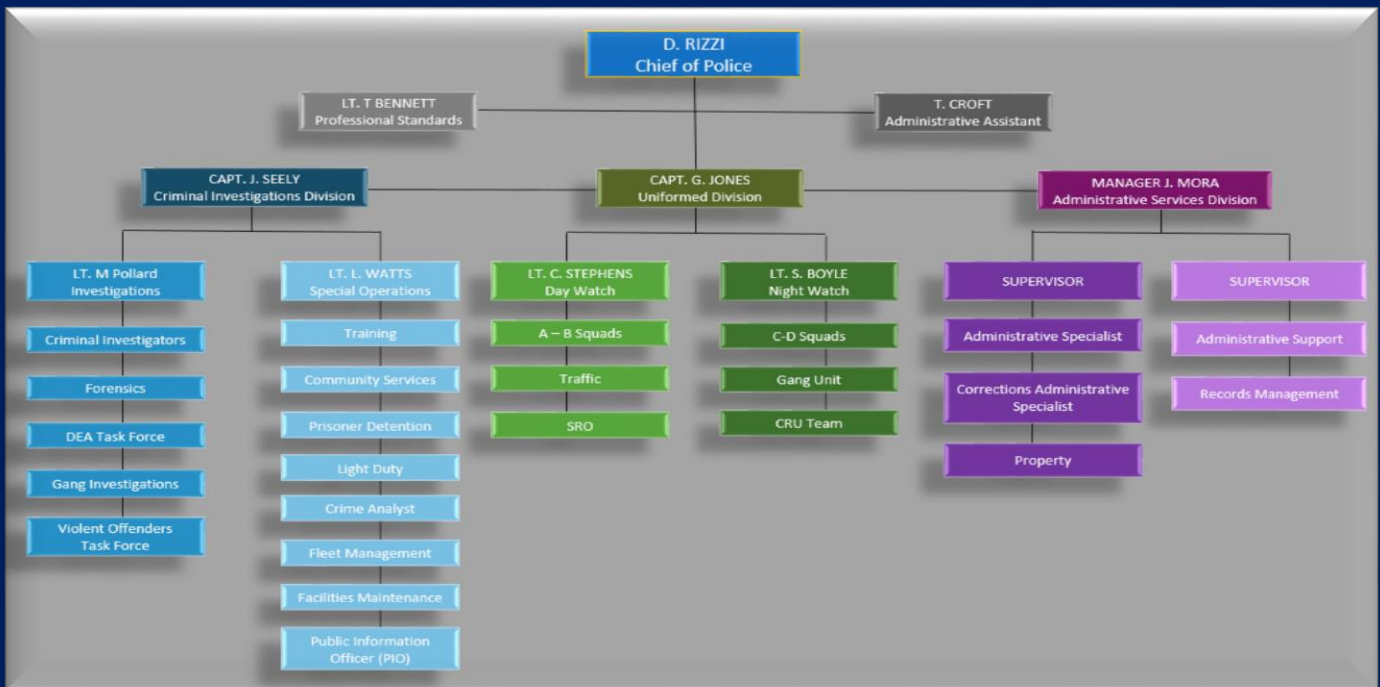 D. RIZZI
Chief of Police
LT. T BENNETT
Professional Standards
T. CROFT
Administrative Assistant
CAPT. J. SEELY
Criminal Investigations Division
CAPT. G. JONES
Uniformed Division
MANAGER J. MORA
Administrative Services Division
LT. M Pollard
Investigations
Criminal Investigators
Forensics
DEA Task Force
Gang Investigations
Violent Offenders
Task Force
LT. L. WATTS
Special Operations
Training
Community Services
Prisoner Detention
Light Duty
Crime Analyst
Fleet Management
Facilities Maintenance
Public Information
Officer (PIO)
LT. C. STEPHENS
Day Watch
A – B Squads
Traffic
SRO
LT. S. BOYLE
Night Watch
C-D Squads
Gang Unit
CRU Team
SUPERVISOR
Administrative Specialist
Corrections Administrative
Specialist
Property
SUPERVISOR
Administrative Support
Records Management